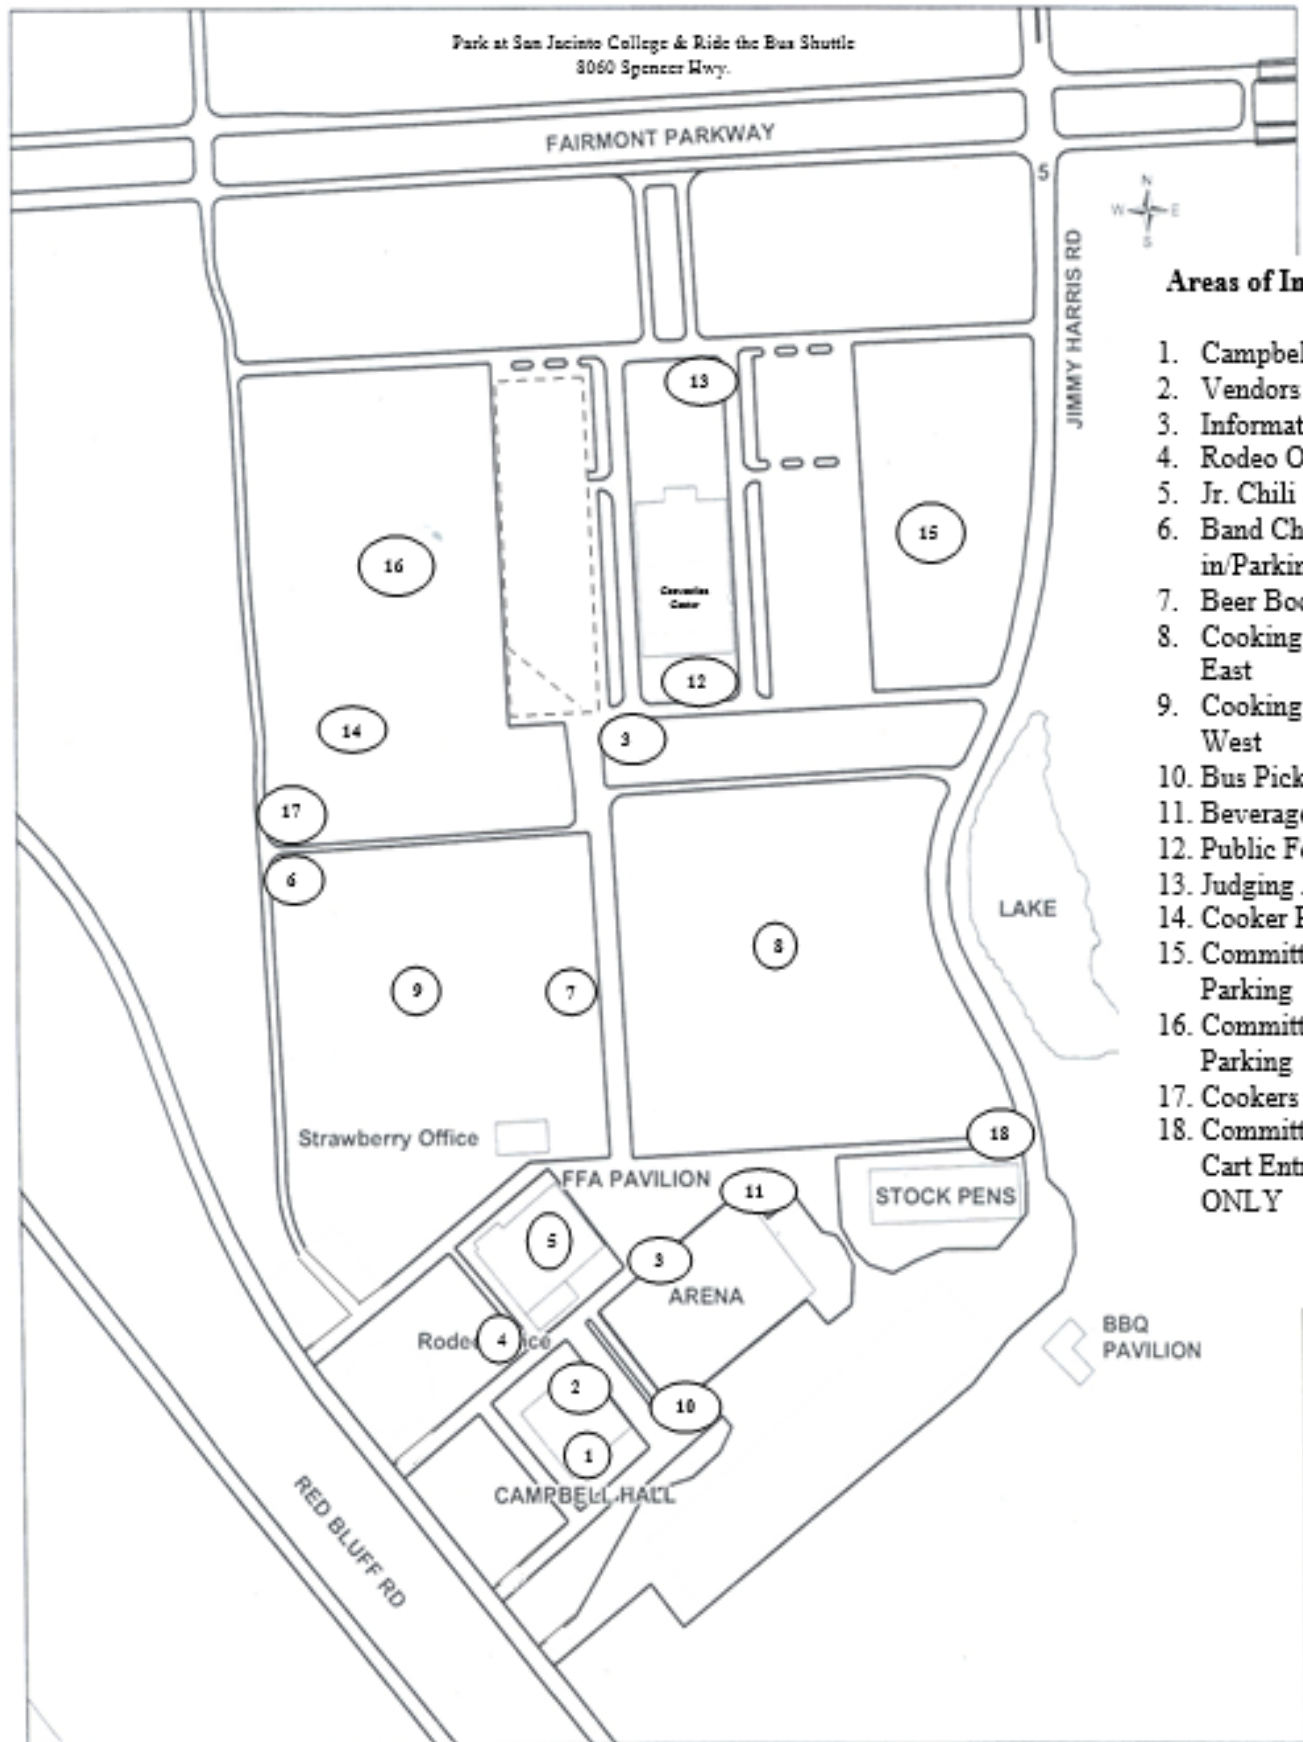 Park at San Jacinto College & Ride the Bus Shuttle
8060 Spencer Hwy.
FAIRMONT PARKWAY
5
N
W E
S
JIMMY HARRIS RD
Areas of In
1. Campbel
2. Vendors
3. Informat
4. Rodeo O
5. Jr. Chili
6. Band Ch
in/Parkin
7. Beer Boo
8. Cooking
East
9. Cooking
West
10. Bus Pick
11. Beverage
12. Public F
13. Judging
14. Cooker
15. Committ
Parking
16. Committ
Parking
17. Cookers
18. Committ
Cart Ent
ONLY
13
16
15
Convention
Center
12
14
3
17
6
LAKE
8
9
7
Strawberry Office
18
FFA PAVILION
11
STOCK PENS
5
3
ARENA
Rode 4 ice
BBQ
PAVILION
2
10
1
CAMPBELL HALL
RED BLUFF RD